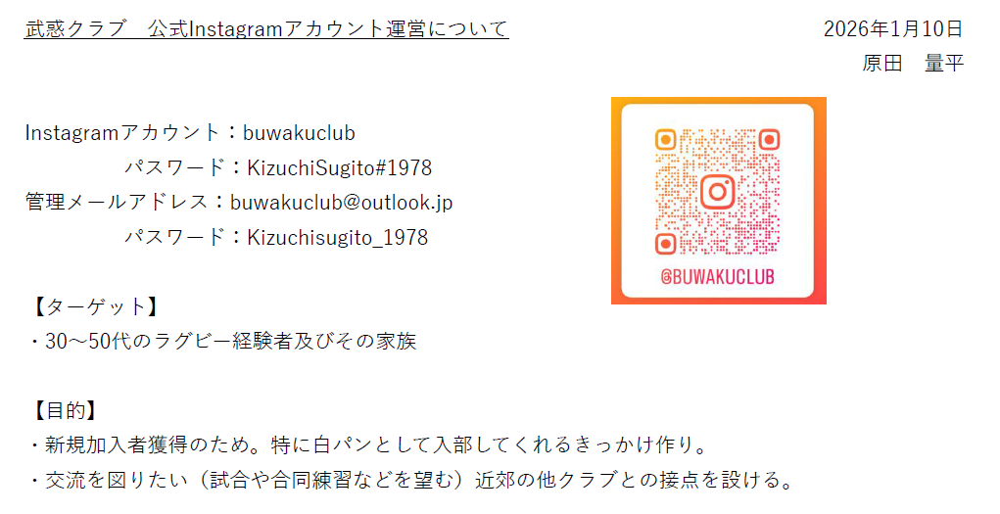 武惑クラブ　公式Instagramアカウント運営について
2026年1月10日
原田　量平
Instagramアカウント：buwakuclub
パスワード：KizuchiSugito#1978
管理メールアドレス：buwakuclub@outlook.jp
パスワード：Kizuchisugito_1978
@BUWAKUCLUB
【ターゲット】
・30～50代のラグビー経験者及びその家族
【目的】
・新規加入者獲得のため。特に白パンとして入部してくれるきっかけ作り。
・交流を図りたい（試合や合同練習などを望む）近郊の他クラブとの接点を設ける。